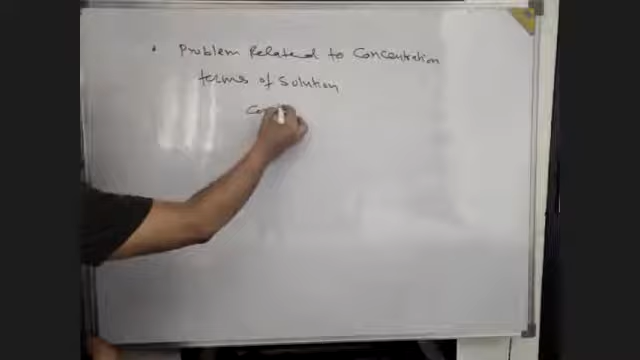 • Problem Related to Concentration
terms of Solution